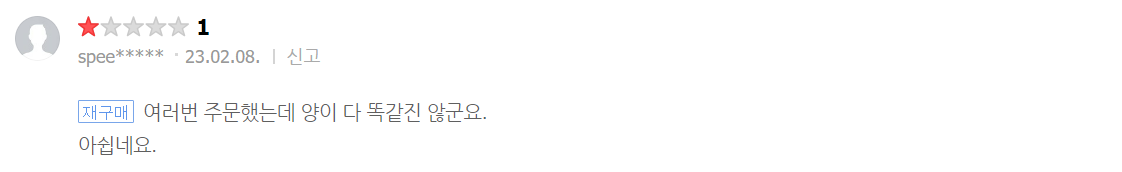 1
spee***** · 23.02.08. | 신고
재구매 여러번 주문했는데 양이 다 똑같진 않군요.
아쉽네요.